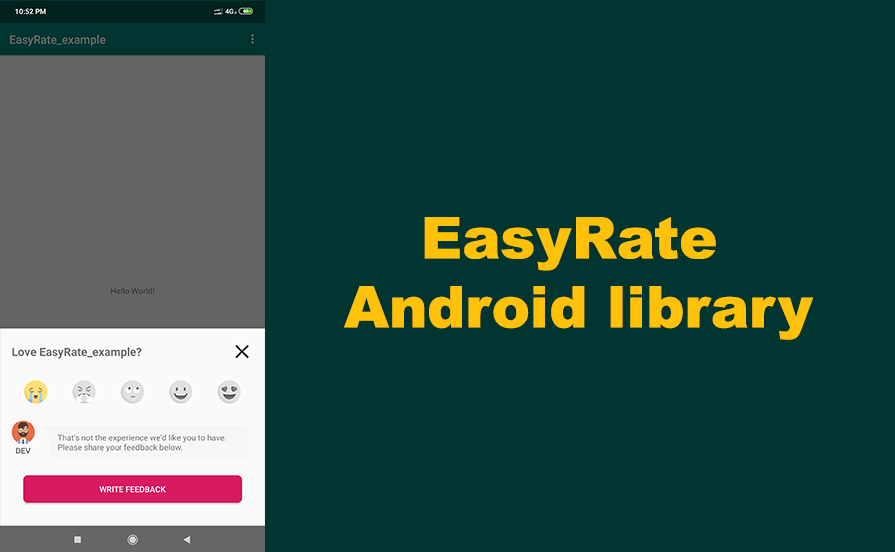 10:52 PM
4G
EasyRate_example
Hello World!
Love EasyRate_example?
DEV
That's not the experience we'd like you to have.
Please share your feedback below.
WRITE FEEDBACK
EasyRate
Android library